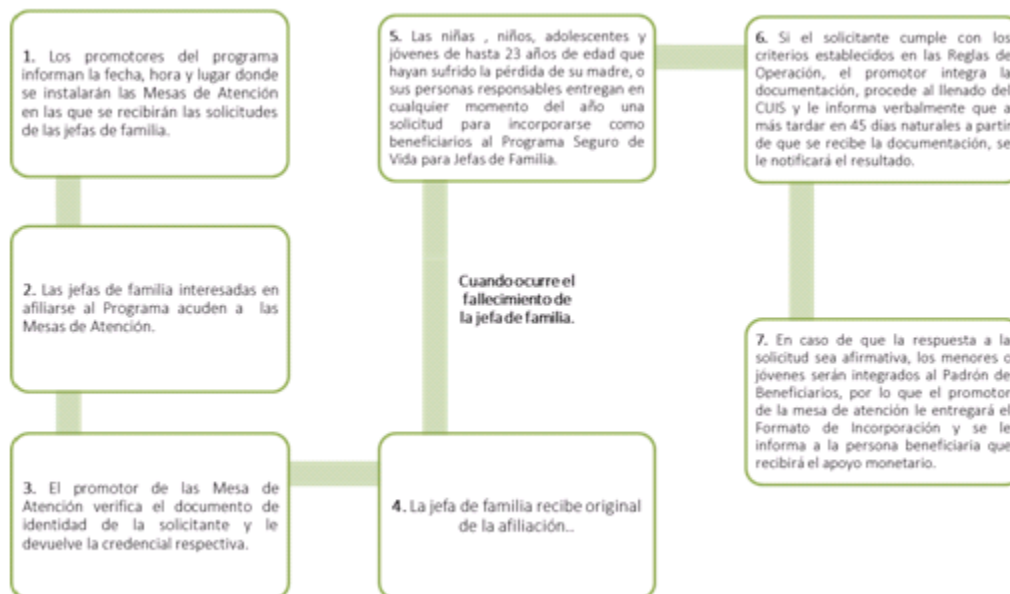 1. Los promotores del programa
informan la fecha, hora y lugar donde
se instalarán las Mesas de Atención
en las que se recibirán las solicitudes
de las jefas de familia.
2. Las jefas de familia interesadas en
afiliarse al Programa acuden a las
Mesas de Atención.
3. El promotor de las Mesa de
Atención verifica el documento de
identidad de la solicitante y le
devuelve la credencial respectiva.
4. La jefa de familia recibe original
de la afiliación..
Cuando ocurre el
fallecimiento de
la jefa de familia.
5. Las niñas , niños, adolescentes y
jóvenes de hasta 23 años de edad que
hayan sufrido la pérdida de su madre, o
sus personas responsables entregan en
cualquier momento del año una
solicitud para incorporarse como
beneficiarios al Programa Seguro de
Vida para Jefas de Familia.
6. Si el solicitante cumple con los
criterios establecidos en las Reglas de
Operación, el promotor integra la
documentación, procede al llenado del
CUIS y le informa verbalmente que a
más tardar en 45 días naturales a partir
de que se recibe la documentación, se
le notificará el resultado.
7. En caso de que la respuesta a la
solicitud sea afirmativa, los menores o
jóvenes serán integrados al Padrón de
Beneficiarios, por lo que el promotor
de la mesa de atención le entregará el
Formato de Incorporación y se le
informa a la persona beneficiaria que
recibirá el apoyo monetario.